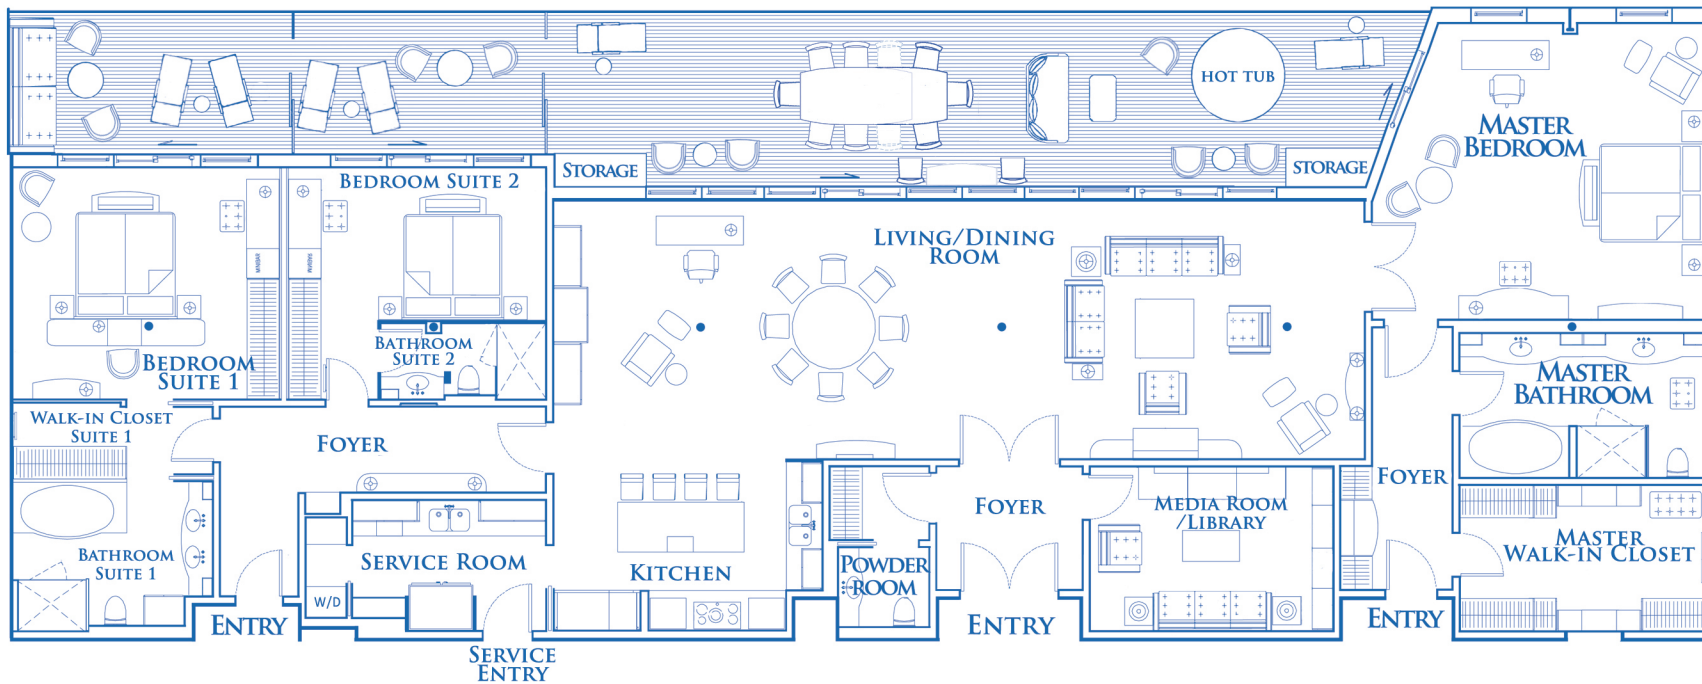 HOT TUB
MASTER
BEDROOM
STORAGE
STORAGE
BEDROOM SUITE 2
LIVING/DINING
ROOM
MINIBAR
MINIBAR
BATHROOM
SUITE 2
BEDROOM
SUITE 1
MASTER
BATHROOM
WALK-IN CLOSET
SUITE 1
FOYER
FOYER
FOYER
MEDIA ROOM
/LIBRARY
MASTER
WALK-IN CLOSET
BATHROOM
SUITE 1
SERVICE ROOM
KITCHEN
POWDER
ROOM
W/D
ENTRY
ENTRY
ENTRY
SERVICE
ENTRY